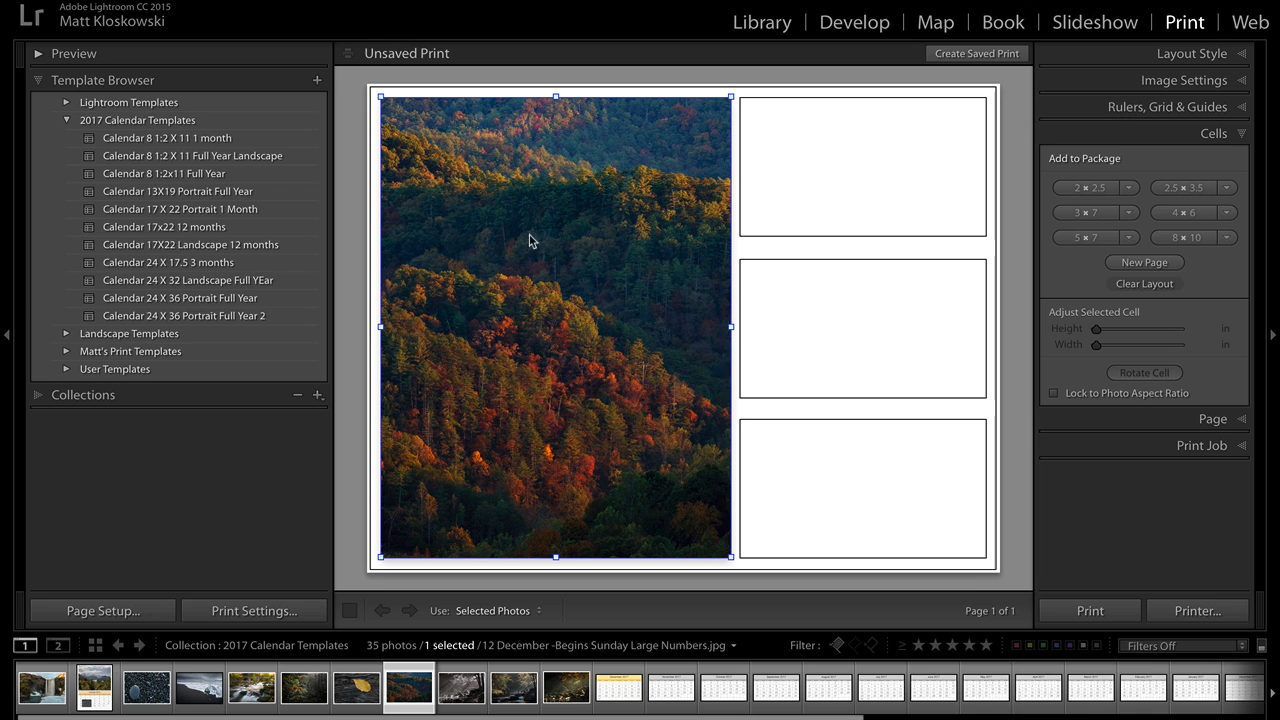 Lr
Adobe Lightroom CC 2015
Matt Kloskowski
Library | Develop | Map | Book | Slideshow | Print | Web
Preview
Template Browser
Lightroom Templates
2017 Calendar Templates
Calendar 8 1:2 X 11 1 month
Calendar 8 1:2 X 11 Full Year Landscape
Calendar 8 1:2x11 Full Year
Calendar 13X19 Portrait Full Year
Calendar 17 X 22 Portrait 1 Month
Calendar 17x22 12 months
Calendar 17X22 Landscape 12 months
Calendar 24 X 17.5 3 months
Calendar 24 X 32 Landscape Full YEar
Calendar 24 X 36 Portrait Full Year
Calendar 24 X 36 Portrait Full Year 2
Landscape Templates
Matt's Print Templates
User Templates
Collections
Page Setup...
Print Settings...
Unsaved Print
Create Saved Print
Use: Selected Photos
Page 1 of 1
Layout Style
Image Settings
Rulers, Grid & Guides
Cells
Add to Package
2 × 2.5
2.5 × 3.5
3 × 7
4 × 6
5 × 7
8 × 10
New Page
Clear Layout
Adjust Selected Cell
Height in
Width in
Rotate Cell
Lock to Photo Aspect Ratio
Page
Print Job
Print
Printer...
1 2 Collection : 2017 Calendar Templates 35 photos / 1 selected / 12 December -Begins Sunday Large Numbers.jpg Filter : ≥ Filters Off